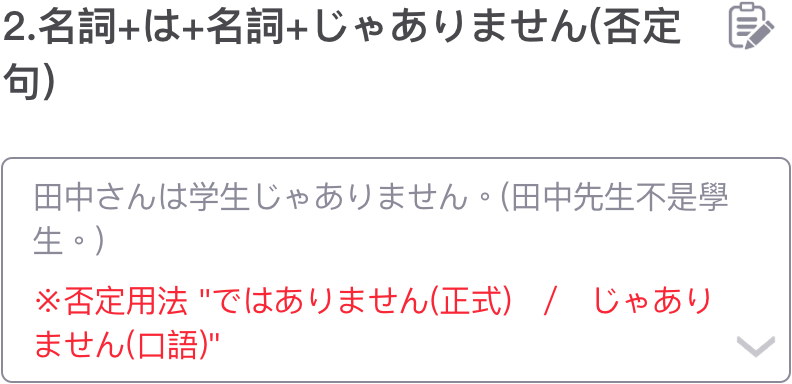 2.名詞+は+名詞+じゃありません(否定
句)
田中さんは学生じゃありません。(田中先生不是學
生。)
※否定用法 "ではありません(正式)　/　じゃあり
ません(口語)"